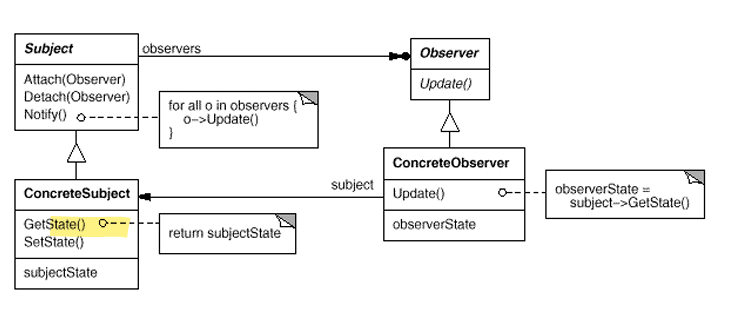 Subject
observers
Observer
Attach(Observer)
Detach(Observer)
Notify()
for all o in observers {
o–>Update()
}
Update()
ConcreteSubject
GetState()
SetState()
subjectState
return subjectState
subject
ConcreteObserver
Update()
observerState
observerState =
subject–>GetState()